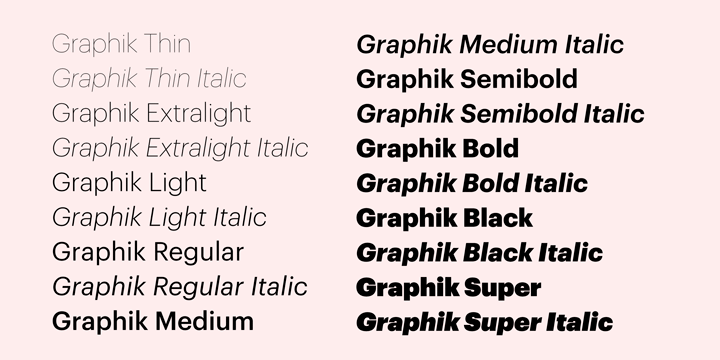 Graphik Thin
Graphik Thin Italic
Graphik Extralight
Graphik Extralight Italic
Graphik Light
Graphik Light Italic
Graphik Regular
Graphik Regular Italic
Graphik Medium
Graphik Medium Italic
Graphik Semibold
Graphik Semibold Italic
Graphik Bold
Graphik Bold Italic
Graphik Black
Graphik Black Italic
Graphik Super
Graphik Super Italic